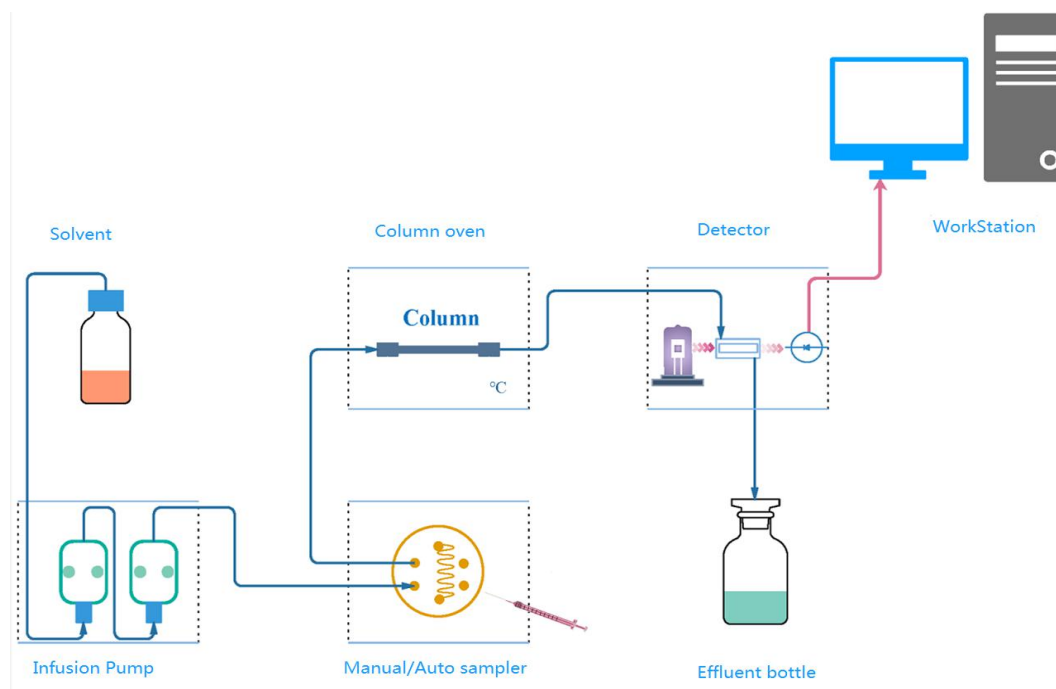 Solvent
Column oven
Detector
WorkStation
Column
℃
Infusion Pump
Manual/Auto sampler
Effluent bottle